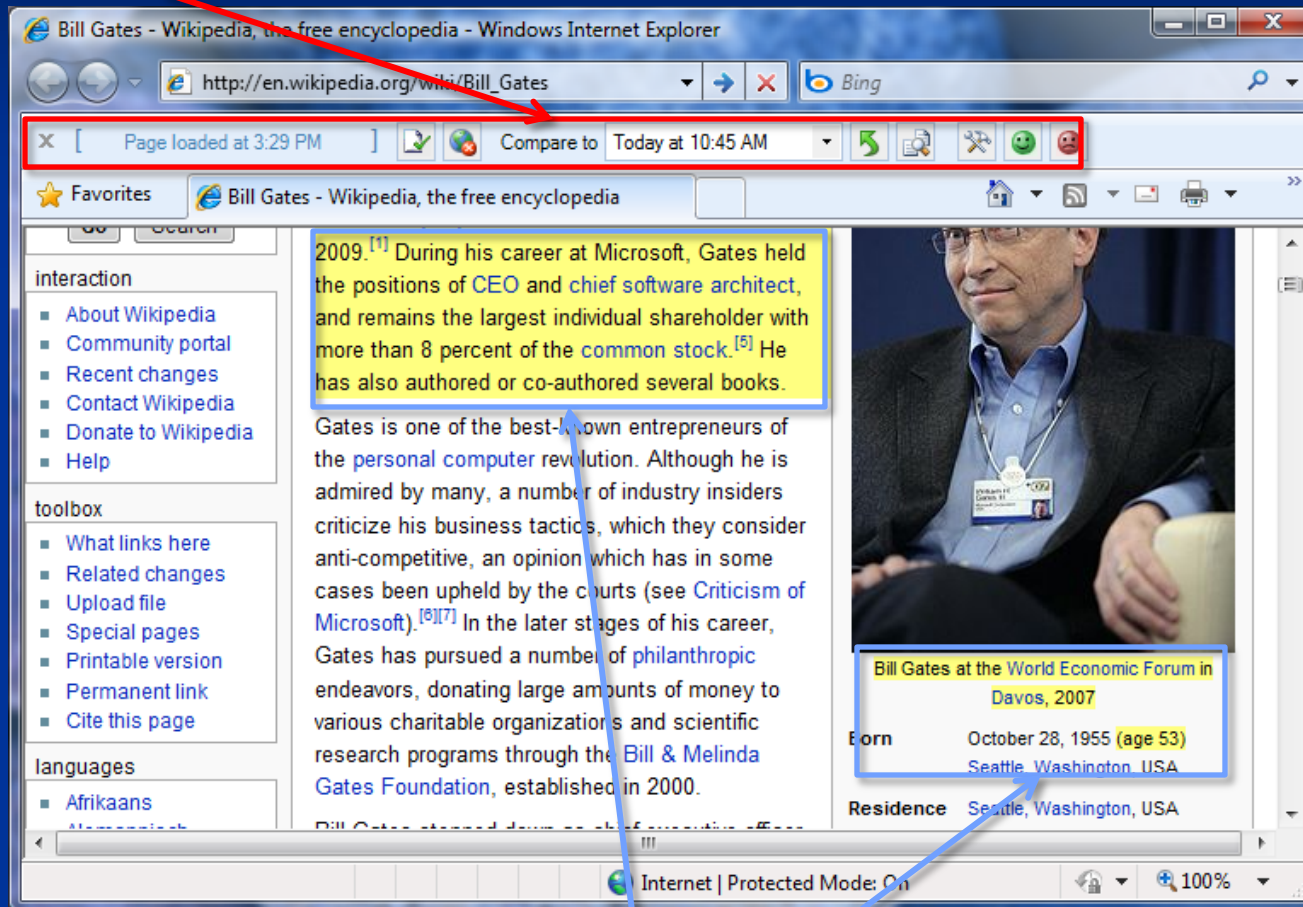 Bill Gates - Wikipedia, the free encyclopedia - Windows Internet Explorer
http://en.wikipedia.org/wiki/Bill_Gates
Bing
X [ Page loaded at 3:29 PM ] Compare to Today at 10:45 AM
Favorites
Bill Gates - Wikipedia, the free encyclopedia
Go Search
interaction
About Wikipedia
Community portal
Recent changes
Contact Wikipedia
Donate to Wikipedia
Help
toolbox
What links here
Related changes
Upload file
Special pages
Printable version
Permanent link
Cite this page
languages
Afrikaans
2009.[1] During his career at Microsoft, Gates held
the positions of CEO and chief software architect,
and remains the largest individual shareholder with
more than 8 percent of the common stock.[5] He
has also authored or co-authored several books.
Gates is one of the best-known entrepreneurs of
the personal computer revolution. Although he is
admired by many, a number of industry insiders
criticize his business tactics, which they consider
anti-competitive, an opinion which has in some
cases been upheld by the courts (see Criticism of
Microsoft).[6][7] In the later stages of his career,
Gates has pursued a number of philanthropic
endeavors, donating large amounts of money to
various charitable organizations and scientific
research programs through the Bill & Melinda
Gates Foundation, established in 2000.
Bill Gates stepped down as chief executive officer
Bill Gates at the World Economic Forum in
Davos, 2007
Born October 28, 1955 (age 53)
Seattle, Washington, USA
Residence Seattle, Washington, USA
Internet | Protected Mode: On
100%